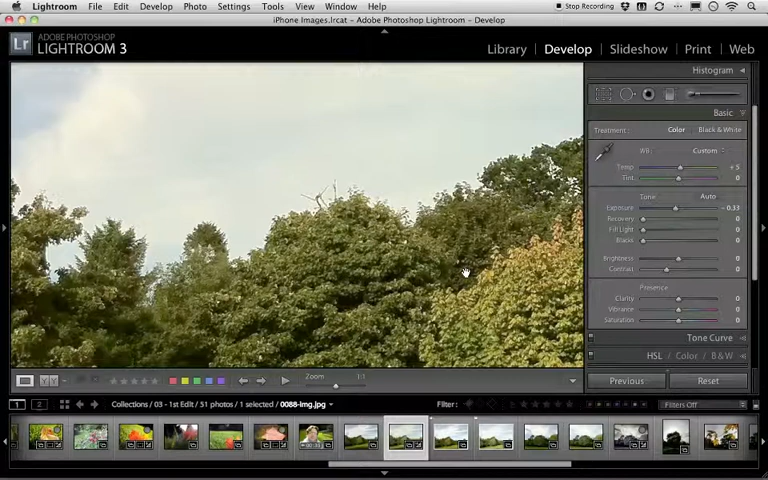 Lightroom File Edit Develop Photo Settings Tools View Window Help Stop Recording
iPhone Images.lrcat - Adobe Photoshop Lightroom - Develop
Lr ADOBE PHOTOSHOP
LIGHTROOM 3
Library Develop Slideshow Print Web
Histogram
Basic
Treatment: Color Black & White
WB: Custom
Temp + 5
Tint 0
Tone Auto
Exposure - 0.33
Recovery 0
Fill Light 0
Blacks 0
Brightness 0
Contrast 0
Presence
Clarity 0
Vibrance 0
Saturation 0
Tone Curve
HSL / Color / B & W
Zoom 1:1
Previous Reset
1 2 Collections / 03 - 1st Edit / 51 photos / 1 selected / 0088-img.jpg Filter : Filters Off